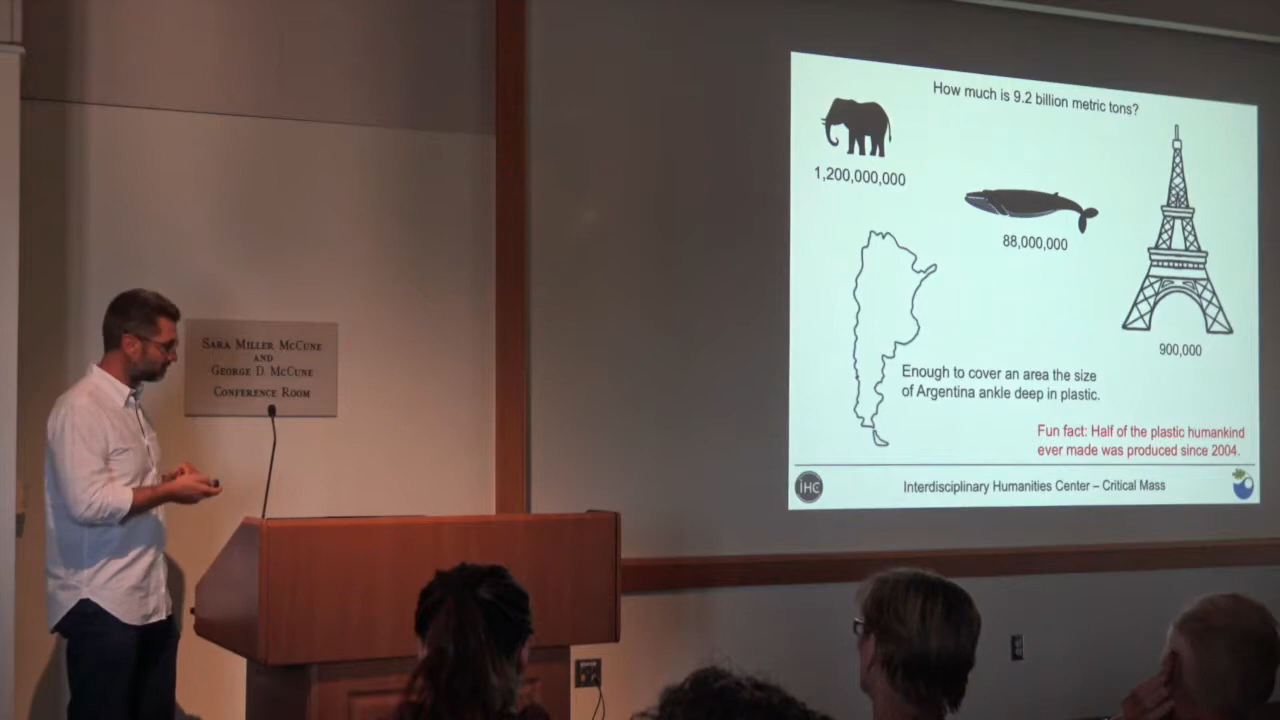 SARA MILLER MCCUNE
AND
GEORGE D. MCCUNE
CONFERENCE ROOM
How much is 9.2 billion metric tons?
1,200,000,000
88,000,000
900,000
Enough to cover an area the size
of Argentina ankle deep in plastic.
Fun fact: Half of the plastic humankind
ever made was produced since 2004.
iHC
Interdisciplinary Humanities Center – Critical Mass